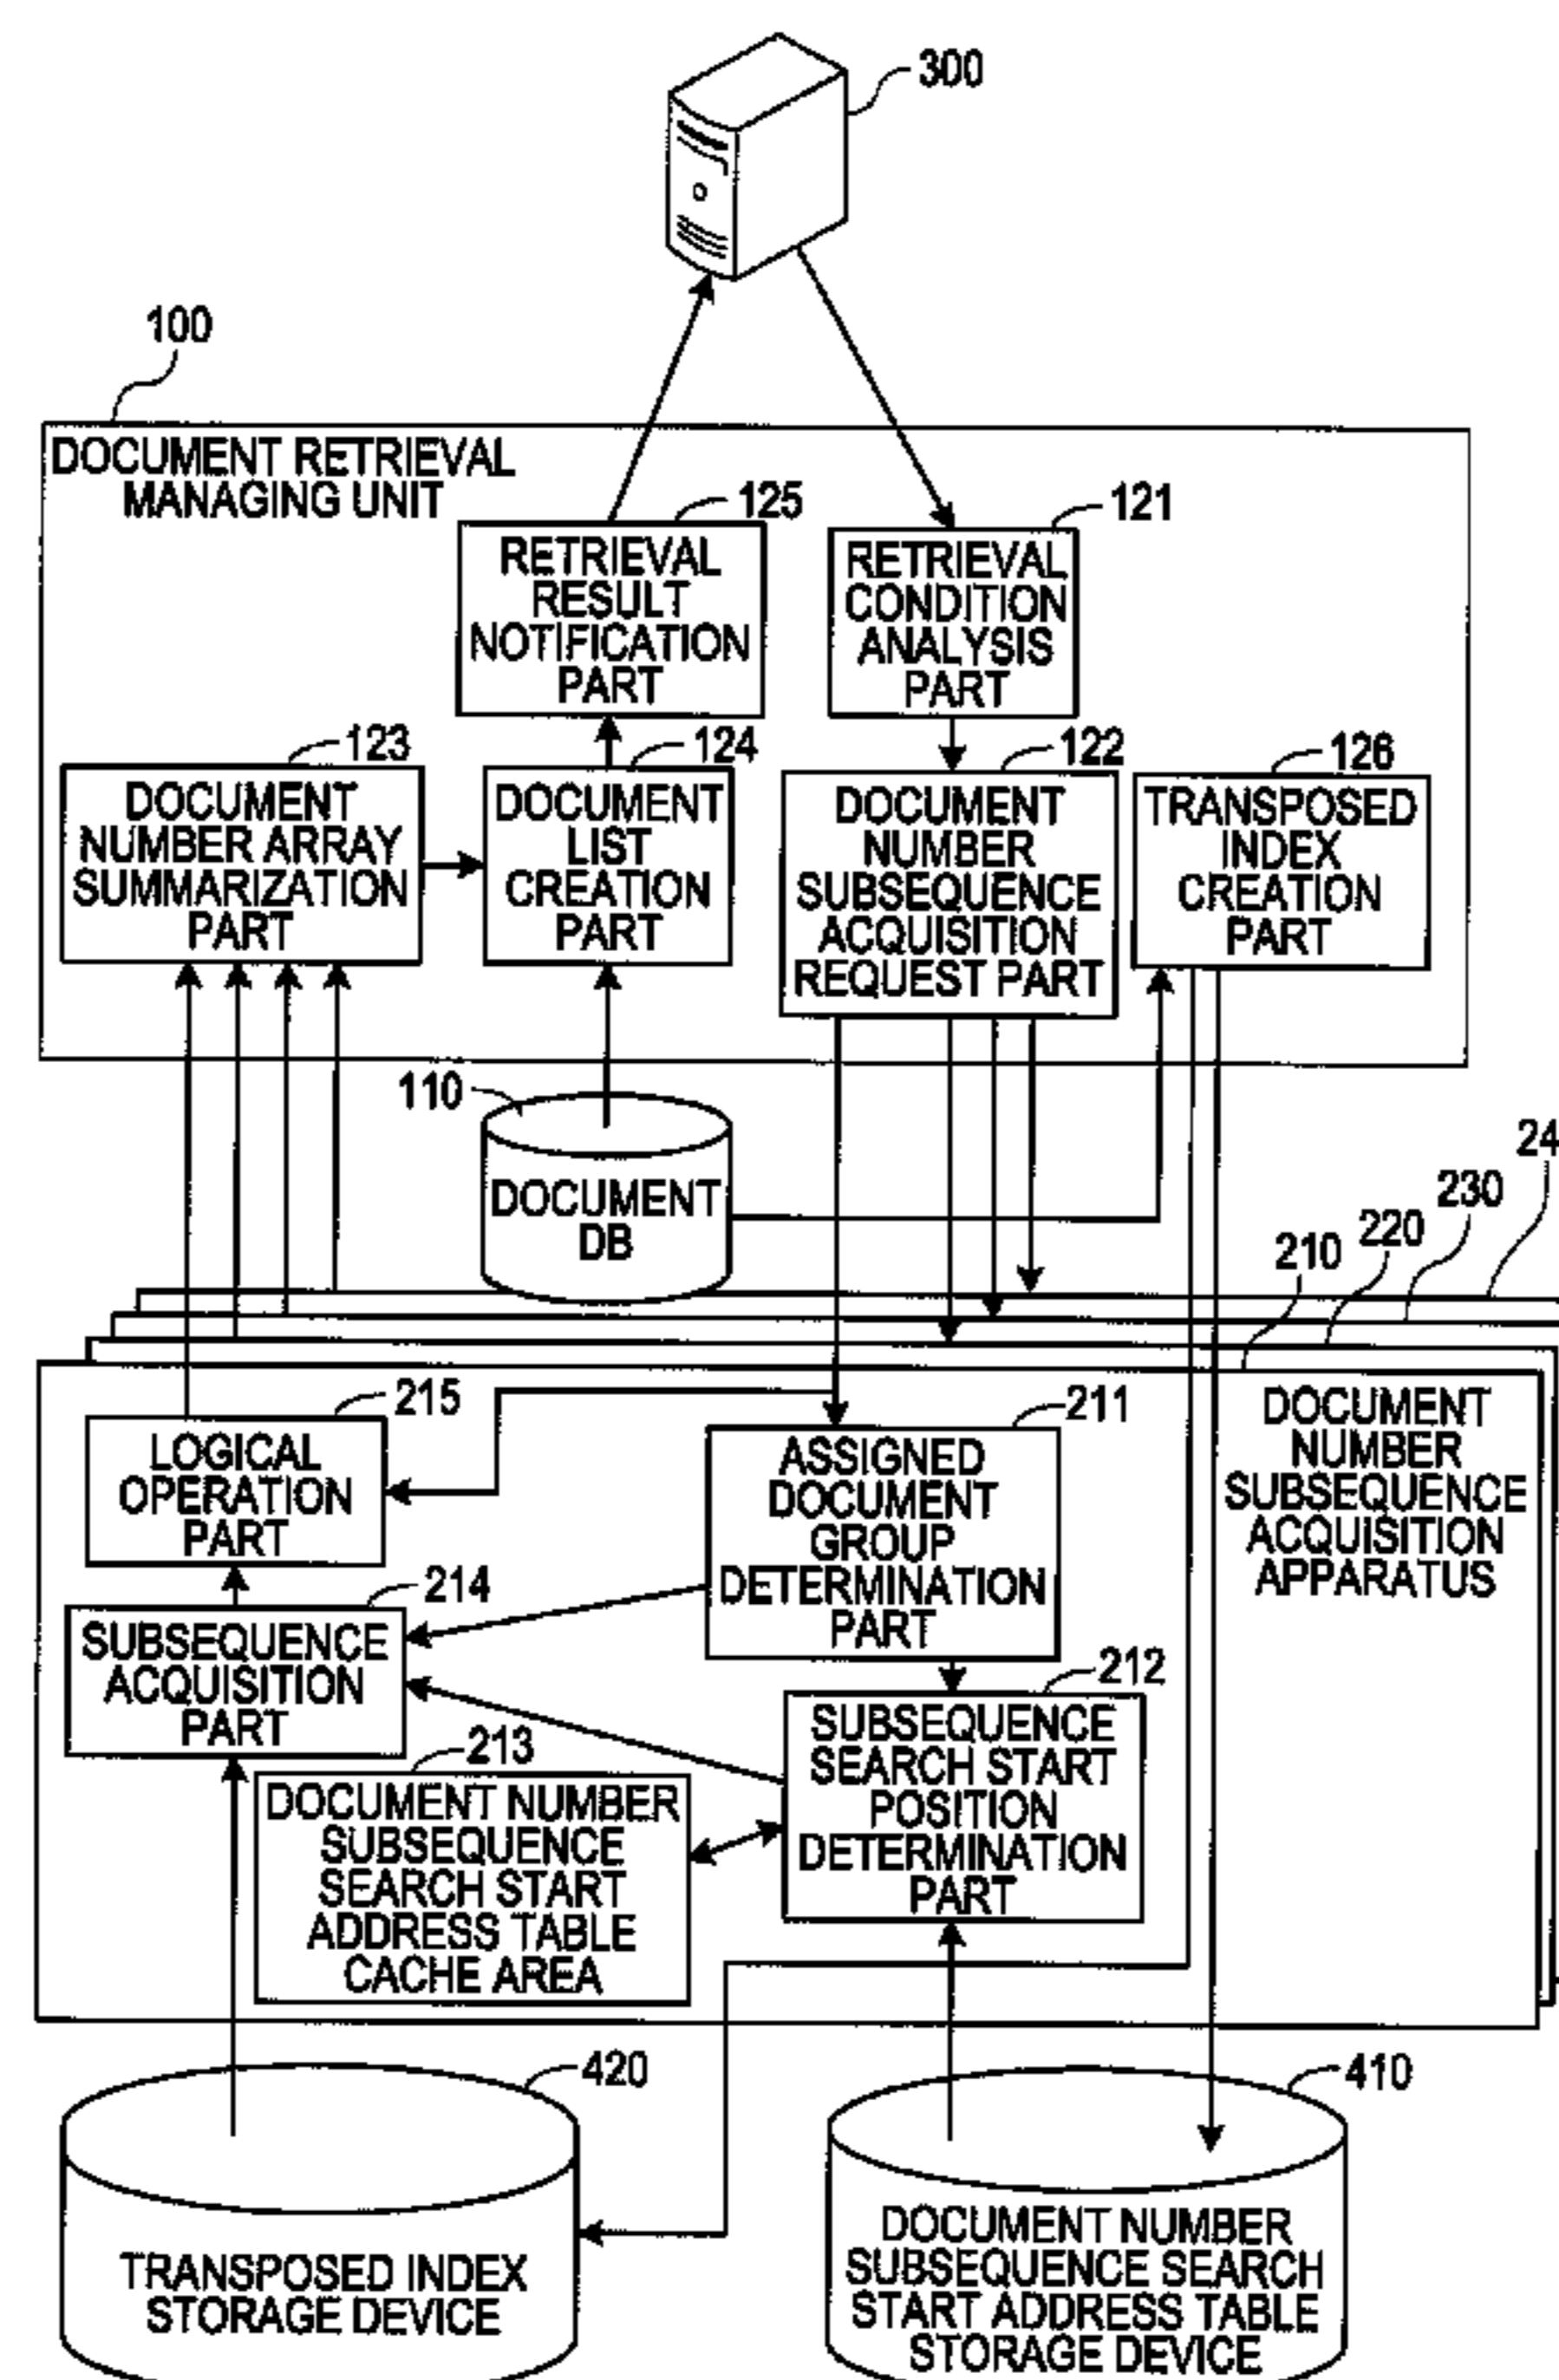 300
100
DOCUMENT RETRIEVAL
MANAGING UNIT
125
RETRIEVAL
RESULT
NOTIFICATION
PART
121
RETRIEVAL
CONDITION
ANALYSIS
PART
123
DOCUMENT
NUMBER ARRAY
SUMMARIZATION
PART
124
DOCUMENT
LIST
CREATION
PART
122
DOCUMENT
NUMBER
SUBSEQUENCE
ACQUISITION
REQUEST PART
126
TRANSPOSED
INDEX
CREATION
PART
110
DOCUMENT
DB
24
230
220
210
DOCUMENT
NUMBER
SUBSEQUENCE
ACQUISITION
APPARATUS
215
LOGICAL
OPERATION
PART
211
ASSIGNED
DOCUMENT
GROUP
DETERMINATION
PART
214
SUBSEQUENCE
ACQUISITION
PART
212
SUBSEQUENCE
SEARCH START
POSITION
DETERMINATION
PART
213
DOCUMENT NUMBER
SUBSEQUENCE
SEARCH START
ADDRESS TABLE
CACHE AREA
420
TRANSPOSED INDEX
STORAGE DEVICE
410
DOCUMENT NUMBER
SUBSEQUENCE SEARCH
START ADDRESS TABLE
STORAGE DEVICE